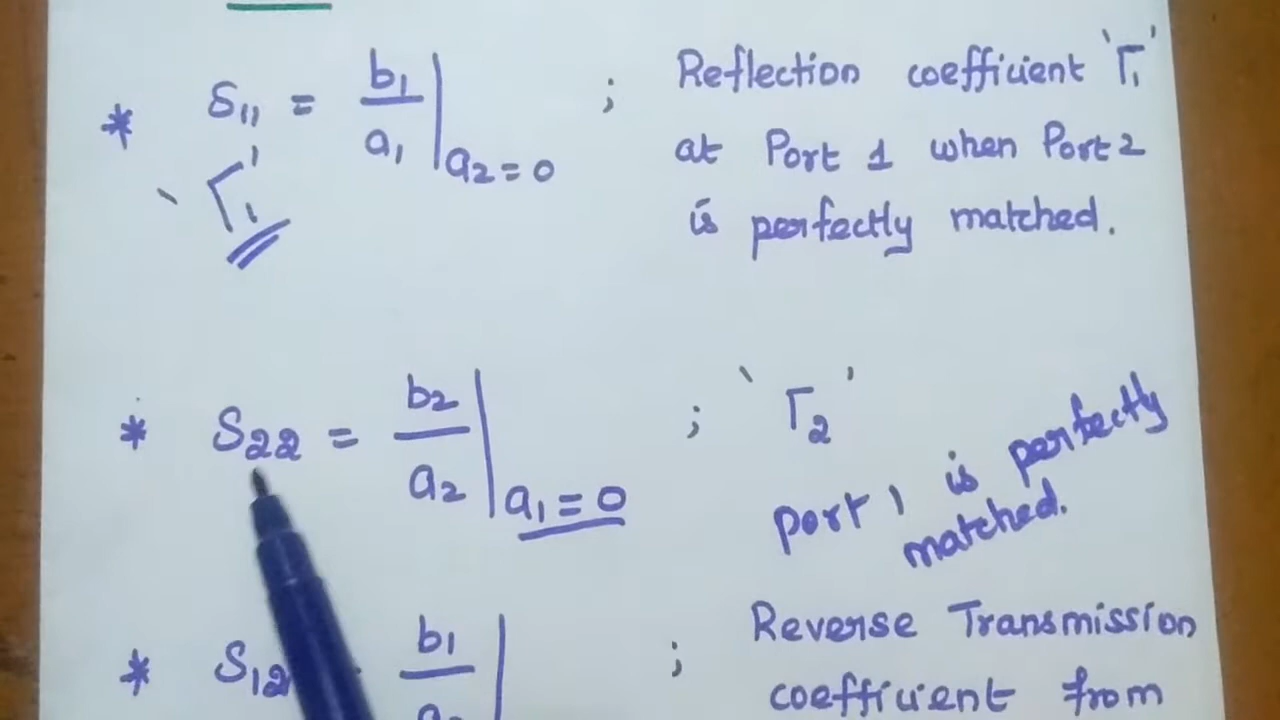 * S11 = b1/a1 | a2 = 0 ; Reflection coefficient 'Γ1'
'Γ1' at Port 1 when Port 2
is perfectly matched.
* S22 = b2/a2 | a1 = 0 ; 'Γ2'
port 1 is perfectly
matched.
* S12 b1 | ; Reverse Transmission
coefficient from